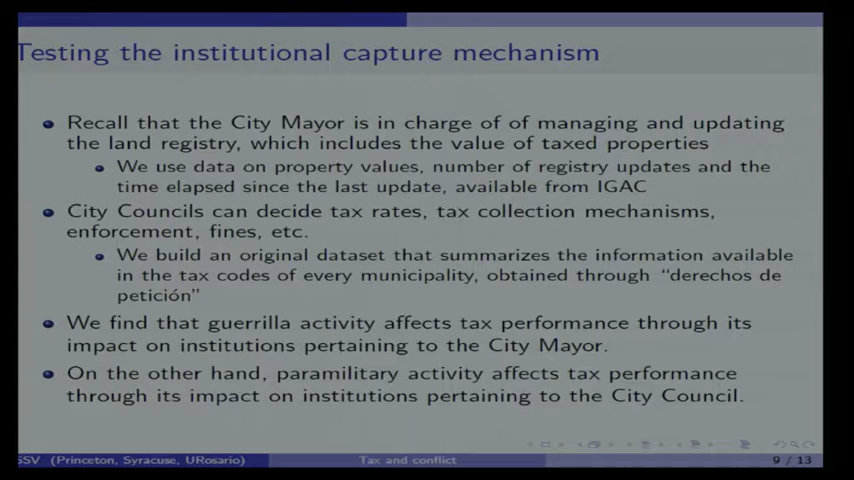 Testing the institutional capture mechanism
Recall that the City Mayor is in charge of of managing and updating
the land registry, which includes the value of taxed properties
We use data on property values, number of registry updates and the
time elapsed since the last update, available from IGAC
City Councils can decide tax rates, tax collection mechanisms,
enforcement, fines, etc.
We build an original dataset that summarizes the information available
in the tax codes of every municipality, obtained through “derechos de
petición”
We find that guerrilla activity affects tax performance through its
impact on institutions pertaining to the City Mayor.
On the other hand, paramilitary activity affects tax performance
through its impact on institutions pertaining to the City Council.
SSV (Princeton, Syracuse, URosario)
Tax and conflict
9 / 13